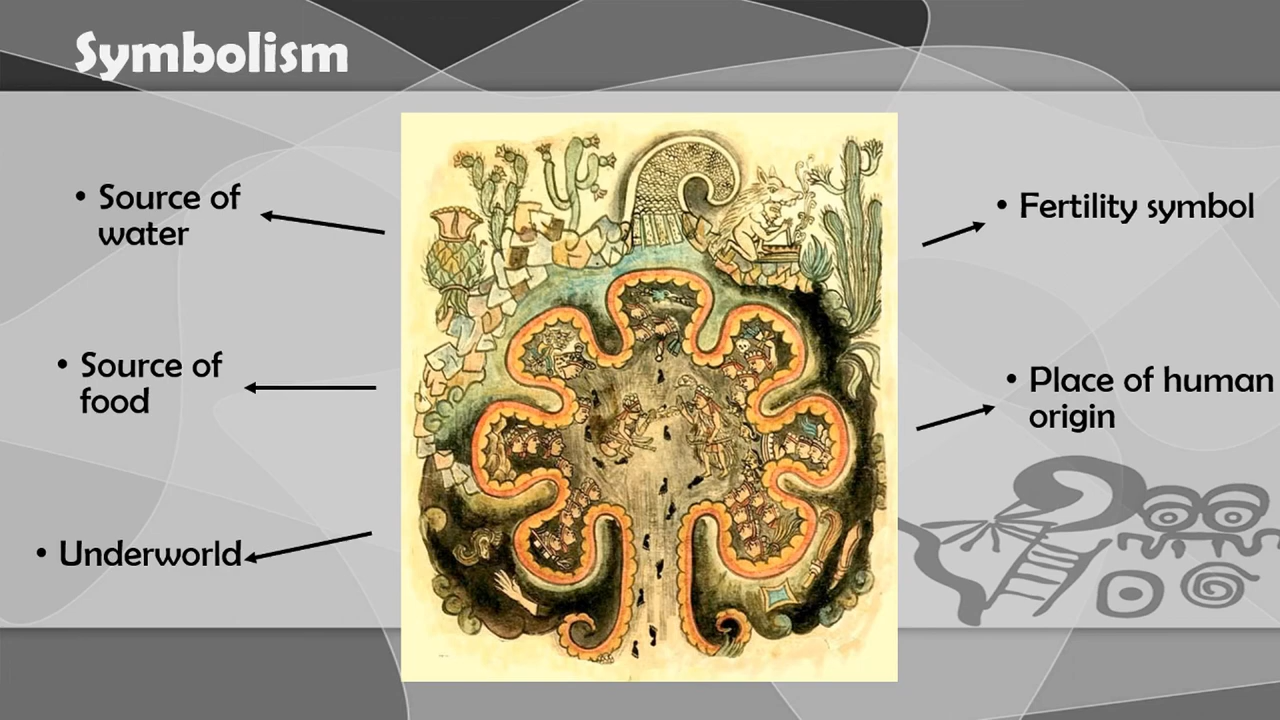 Symbolism
• Source of
water
• Source of
food
• Underworld
• Fertility symbol
• Place of human
origin